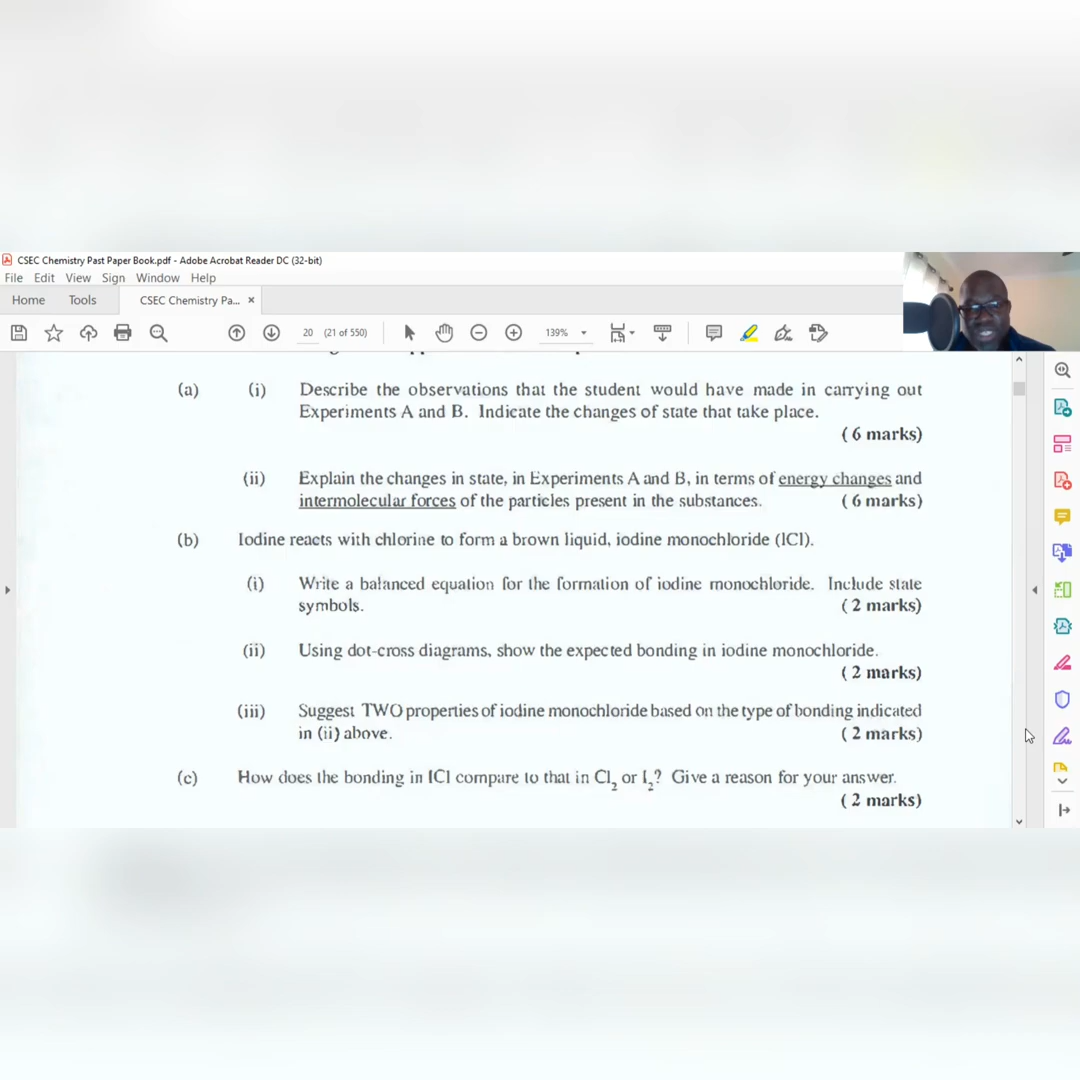 CSEC Chemistry Past Paper Book.pdf - Adobe Acrobat Reader DC (32-bit)
File Edit View Sign Window Help
Home Tools CSEC Chemistry Pa... ×
20 (21 of 550) 139%
(a) (i) Describe the observations that the student would have made in carrying out
Experiments A and B. Indicate the changes of state that take place.
( 6 marks)
(ii) Explain the changes in state, in Experiments A and B, in terms of energy changes and
intermolecular forces of the particles present in the substances. ( 6 marks)
(b) Iodine reacts with chlorine to form a brown liquid, iodine monochloride (ICl).
(i) Write a balanced equation for the formation of iodine monochloride. Include state
symbols. ( 2 marks)
(ii) Using dot-cross diagrams, show the expected bonding in iodine monochloride.
( 2 marks)
(iii) Suggest TWO properties of iodine monochloride based on the type of bonding indicated
in (ii) above. ( 2 marks)
(c) How does the bonding in ICl compare to that in Cl₂ or I₂? Give a reason for your answer.
( 2 marks)